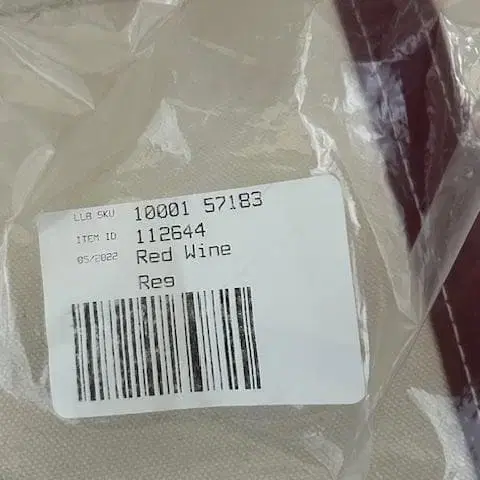 LLB SKU 10001 57183
ITEM ID 112644
05/2022 Red Wine
Reg